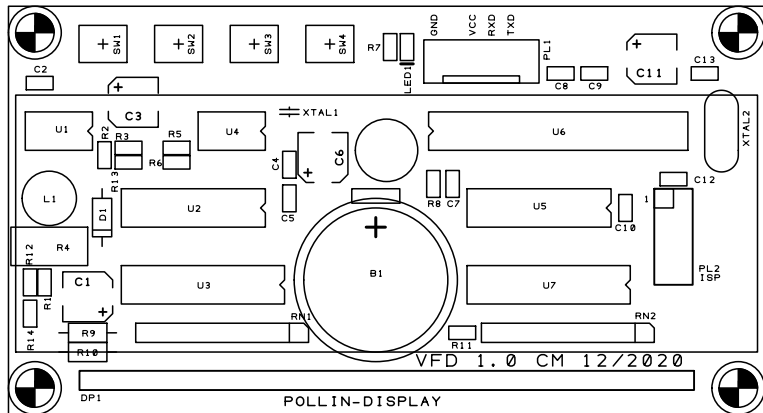 SW1
SW2
SW3
SW4
R7
LED1
GND
VCC
RXD
TXD
PL1
C2
C3
C8
C9
C11
C13
U1
R2
R3
R5
R6
R13
U4
XTAL1
C4
C6
U6
XTAL2
L1
D1
U2
C5
R8
C7
U5
C10
C12
1
R4
R12
R1
C1
U3
B1
U7
PL2
ISP
R14
R9
R10
RN1
R11
RN2
VFD 1.0 CM 12/2020
DP1
POLLIN-DISPLAY